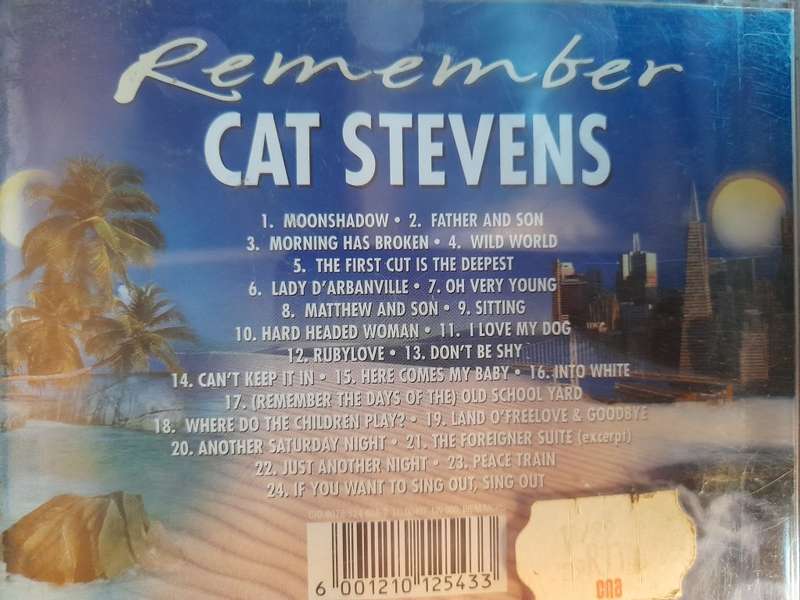 Remember
CAT STEVENS
1. MOONSHADOW • 2. FATHER AND SON
3. MORNING HAS BROKEN • 4. WILD WORLD
5. THE FIRST CUT IS THE DEEPEST
6. LADY D'ARBANVILLE • 7. OH VERY YOUNG
8. MATTHEW AND SON • 9. SITTING
10. HARD HEADED WOMAN • 11. I LOVE MY DOG
12. RUBYLOVE • 13. DON'T BE SHY
14. CAN'T KEEP IT IN • 15. HERE COMES MY BABY • 16. INTO WHITE
17. (REMEMBER THE DAYS OF THE) OLD SCHOOL YARD
18. WHERE DO THE CHILDREN PLAY? • 19. LAND O'FREELOVE & GOODBYE
20. ANOTHER SATURDAY NIGHT • 21. THE FOREIGNER SUITE (excerpt)
22. JUST ANOTHER NIGHT • 23. PEACE TRAIN
24. IF YOU WANT TO SING OUT, SING OUT
6 001210 125433
CNA